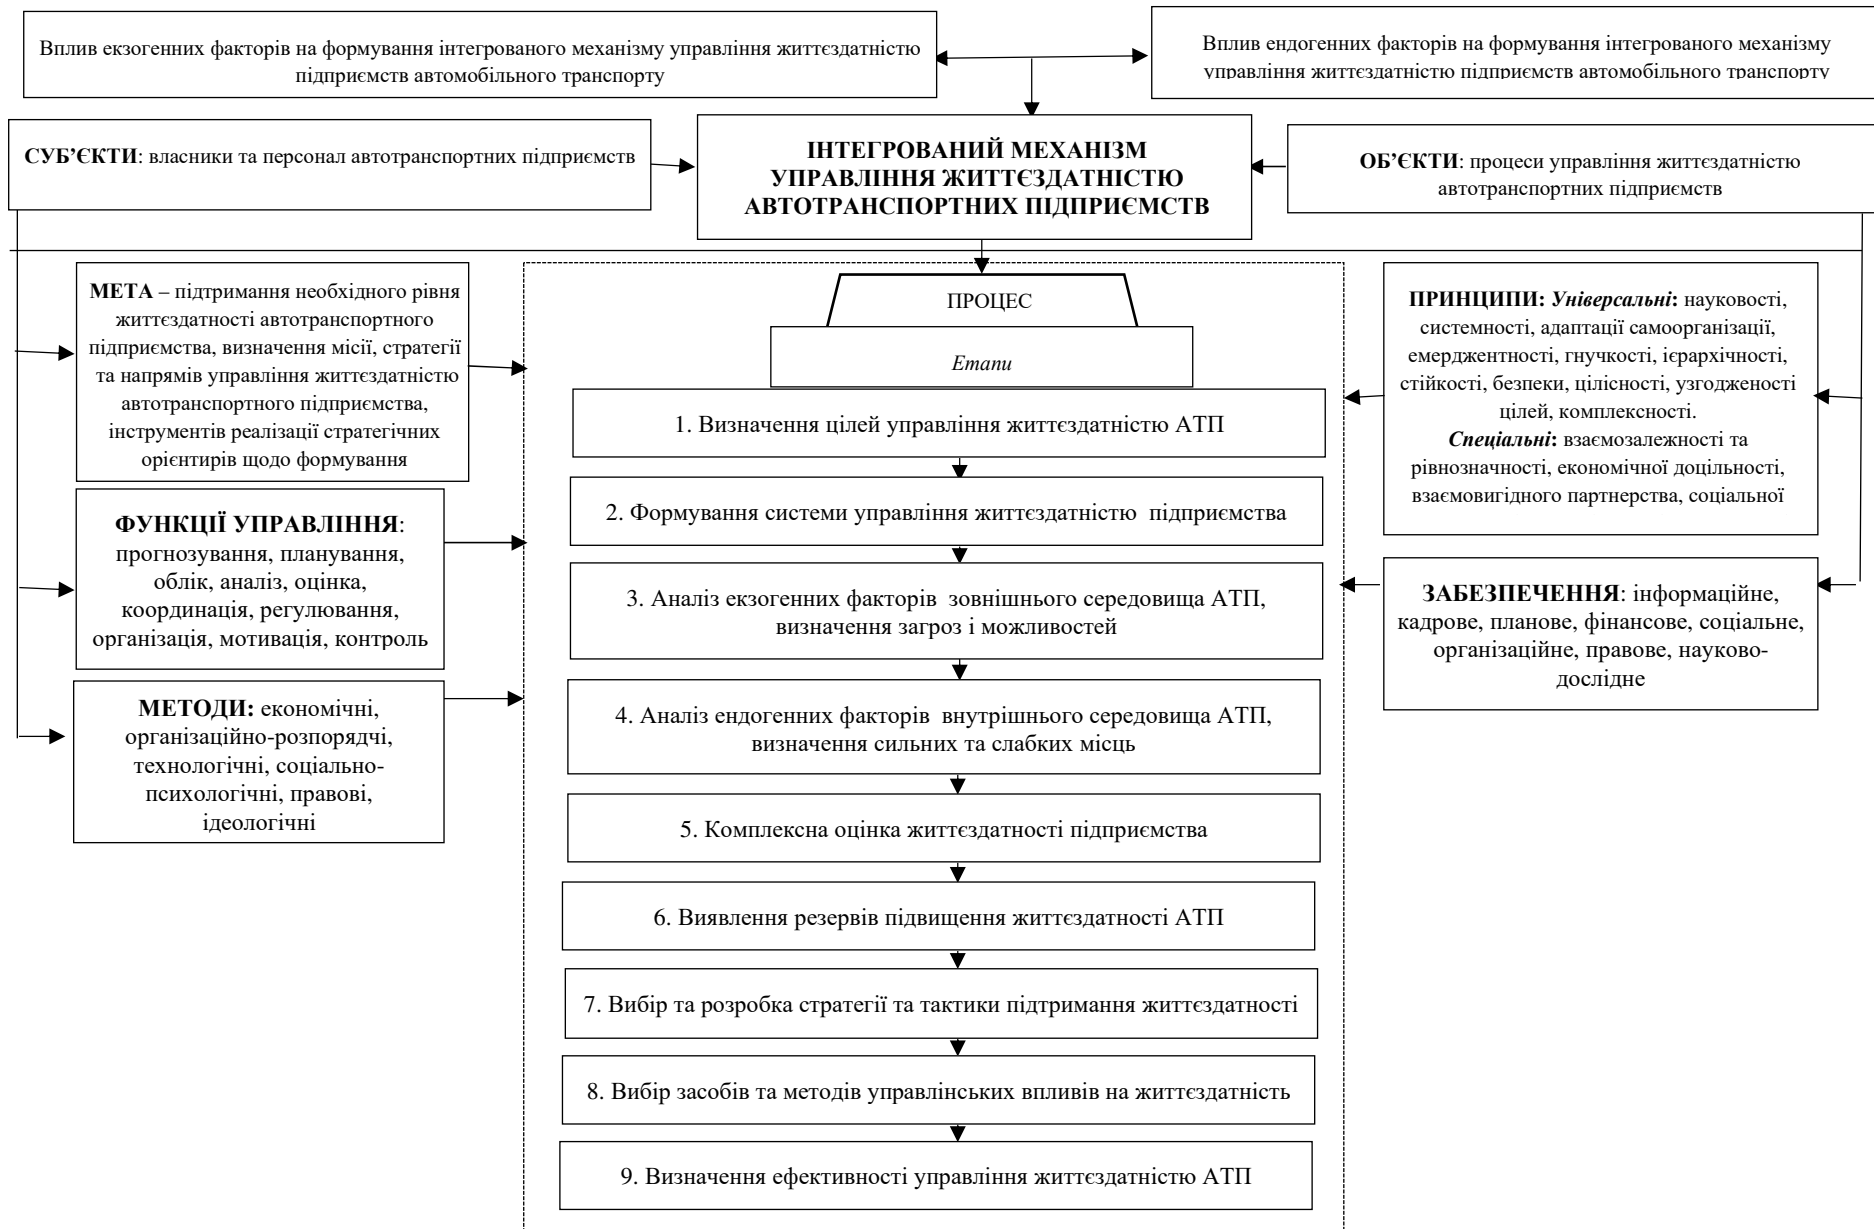 Вплив екзогенних факторів на формування інтегрованого механізму управління життєздатністю
підприємств автомобільного транспорту
Вплив ендогенних факторів на формування інтегрованого механізму
управління життєздатністю підприємств автомобільного транспорту
СУБ’ЄКТИ: власники та персонал автотранспортних підприємств
ІНТЕГРОВАНИЙ МЕХАНІЗМ
УПРАВЛІННЯ ЖИТТЄЗДАТНІСТЮ
АВТОТРАНСПОРТНИХ ПІДПРИЄМСТВ
ОБ’ЄКТИ: процеси управління життєздатністю
автотранспортних підприємств
МЕТА – підтримання необхідного рівня
життєздатності автотранспортного
підприємства, визначення місії, стратегії
та напрямів управління життєздатністю
автотранспортного підприємства,
інструментів реалізації стратегічних
орієнтирів щодо формування
ФУНКЦІЇ УПРАВЛІННЯ:
прогнозування, планування,
облік, аналіз, оцінка,
координація, регулювання,
організація, мотивація, контроль
МЕТОДИ: економічні,
організаційно-розпорядчі,
технологічні, соціально-
психологічні, правові,
ідеологічні
ПРОЦЕС
Етапи
1. Визначення цілей управління життєздатністю АТП
2. Формування системи управління життєздатністю підприємства
3. Аналіз екзогенних факторів зовнішнього середовища АТП,
визначення загроз і можливостей
4. Аналіз ендогенних факторів внутрішнього середовища АТП,
визначення сильних та слабких місць
5. Комплексна оцінка життєздатності підприємства
6. Виявлення резервів підвищення життєздатності АТП
7. Вибір та розробка стратегії та тактики підтримання життєздатності
8. Вибір засобів та методів управлінських впливів на життєздатність
9. Визначення ефективності управління життєздатністю АТП
ПРИНЦИПИ: Універсальні: науковості,
системності, адаптації самоорганізації,
емерджентності, гнучкості, ієрархічності,
стійкості, безпеки, цілісності, узгодженості
цілей, комплексності.
Спеціальні: взаємозалежності та
рівнозначності, економічної доцільності,
взаємовигідного партнерства, соціальної
ЗАБЕЗПЕЧЕННЯ: інформаційне,
кадрове, планове, фінансове, соціальне,
організаційне, правове, науково-
дослідне